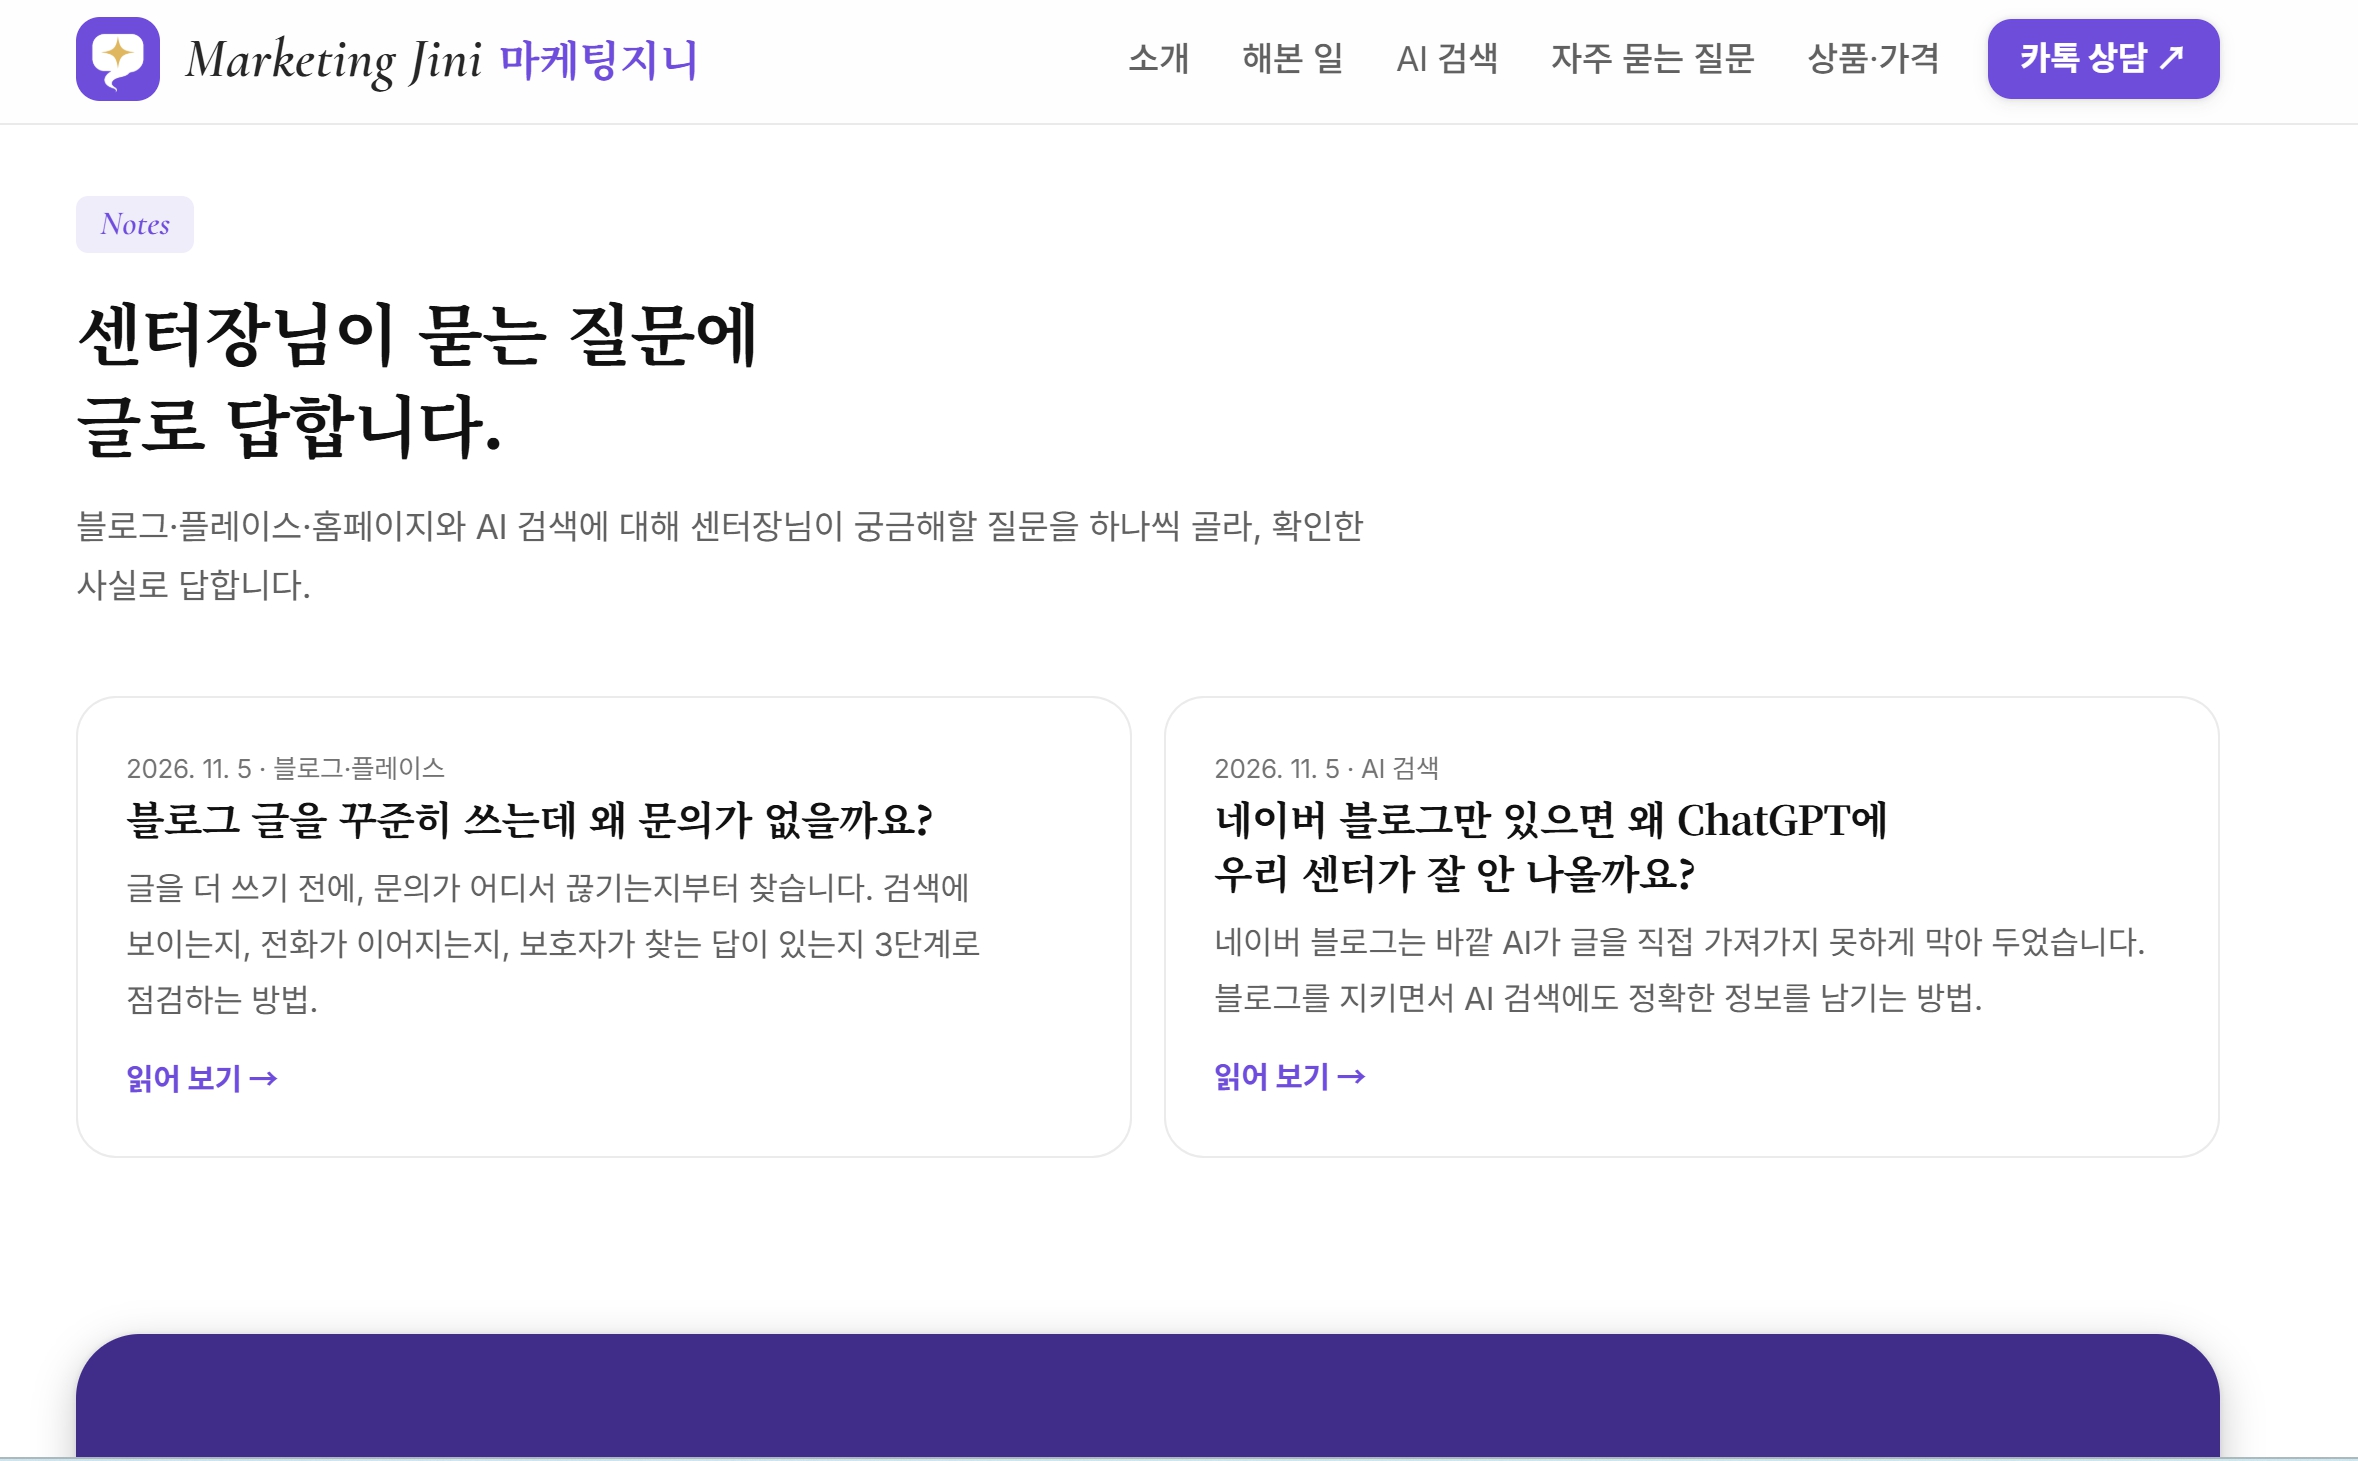 Marketing Jini 마케팅지니
소개 해본 일 AI 검색 자주 묻는 질문 상품·가격 카톡 상담 ↗
Notes
센터장님이 묻는 질문에
글로 답합니다.
블로그·플레이스·홈페이지와 AI 검색에 대해 센터장님이 궁금해할 질문을 하나씩 골라, 확인한
사실로 답합니다.
2026. 11. 5 · 블로그·플레이스
블로그 글을 꾸준히 쓰는데 왜 문의가 없을까요?
글을 더 쓰기 전에, 문의가 어디서 끊기는지부터 찾습니다. 검색에
보이는지, 전화가 이어지는지, 보호자가 찾는 답이 있는지 3단계로
점검하는 방법.
읽어 보기 →
2026. 11. 5 · AI 검색
네이버 블로그만 있으면 왜 ChatGPT에
우리 센터가 잘 안 나올까요?
네이버 블로그는 바깥 AI가 글을 직접 가져가지 못하게 막아 두었습니다.
블로그를 지키면서 AI 검색에도 정확한 정보를 남기는 방법.
읽어 보기 →